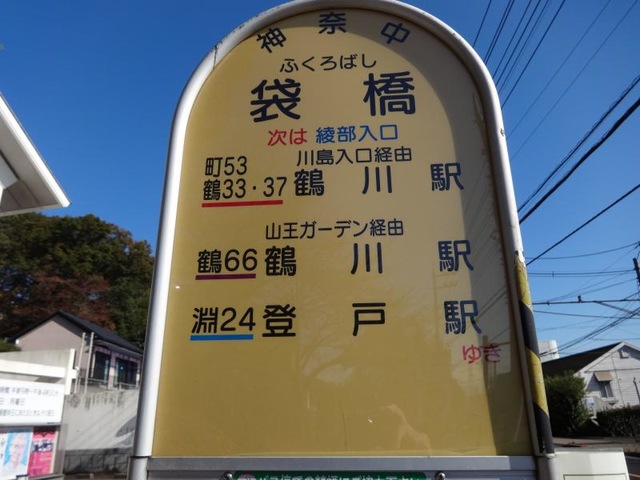 神奈中
ふくろばし
袋橋
次は 綾部入口
町53 川島入口経由
鶴33・37 鶴川駅
山王ガーデン経由
鶴66 鶴川駅
淵24 登戸駅
ゆき